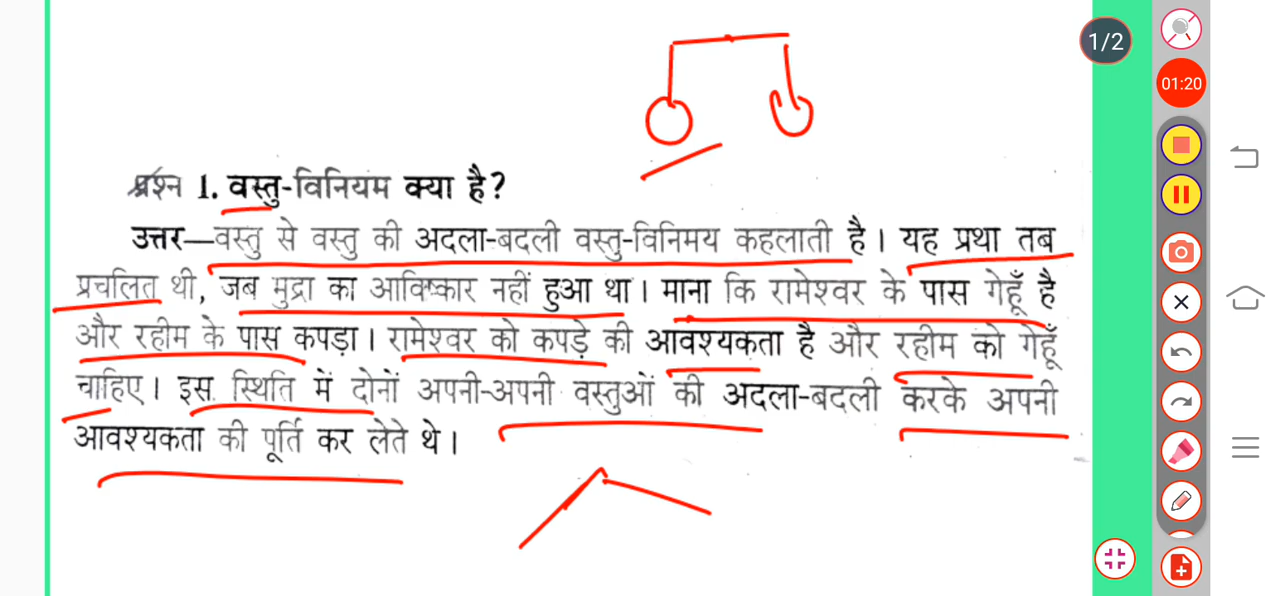 1/2
01:20
प्रश्न 1. वस्तु-विनियम क्या है?
उत्तर—वस्तु से वस्तु की अदला-बदली वस्तु-विनिमय कहलाती है। यह प्रथा तब
प्रचलित थी, जब मुद्रा का आविष्कार नहीं हुआ था। माना कि रामेश्वर के पास गेहूँ है
और रहीम के पास कपड़ा। रामेश्वर को कपड़े की आवश्यकता है और रहीम को गेहूँ
चाहिए। इस स्थिति में दोनों अपनी-अपनी वस्तुओं की अदला-बदली करके अपनी
आवश्यकता की पूर्ति कर लेते थे।